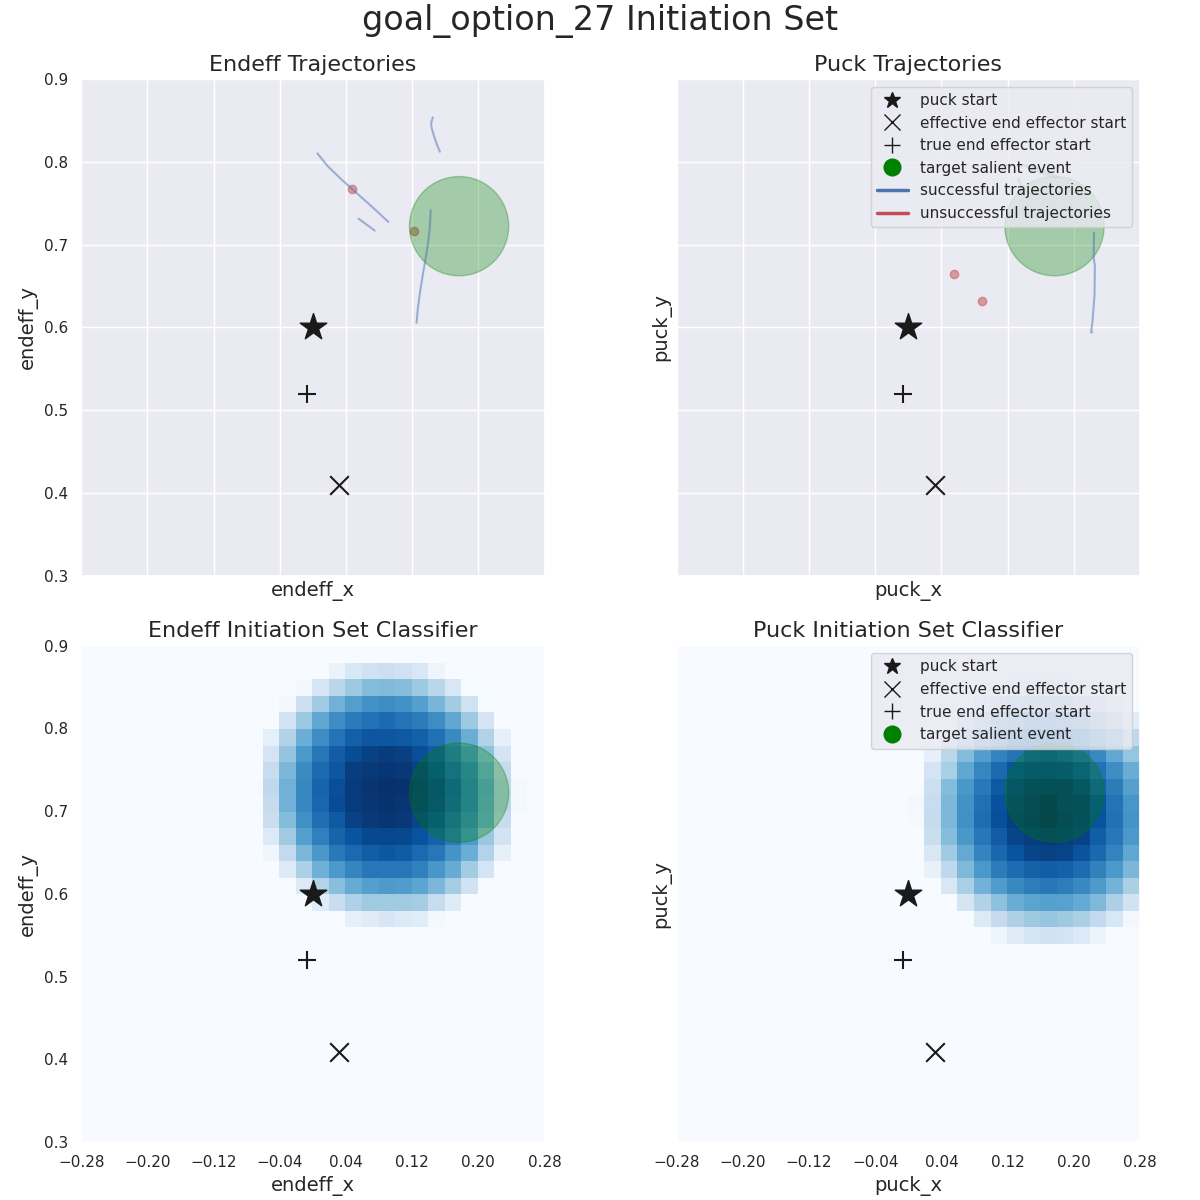 goal_option_27 Initiation Set
Endeff Trajectories
0.9
0.8
0.7
0.6
0.5
0.4
0.3
endeff_y
endeff_x
Puck Trajectories
puck start
effective end effector start
true end effector start
target salient event
successful trajectories
unsuccessful trajectories
puck_y
puck_x
Endeff Initiation Set Classifier
0.9
0.8
0.7
0.6
0.5
0.4
0.3
endeff_y
−0.28 −0.20 −0.12 −0.04 0.04 0.12 0.20 0.28
endeff_x
Puck Initiation Set Classifier
puck start
effective end effector start
true end effector start
target salient event
puck_y
−0.28 −0.20 −0.12 −0.04 0.04 0.12 0.20 0.28
puck_x